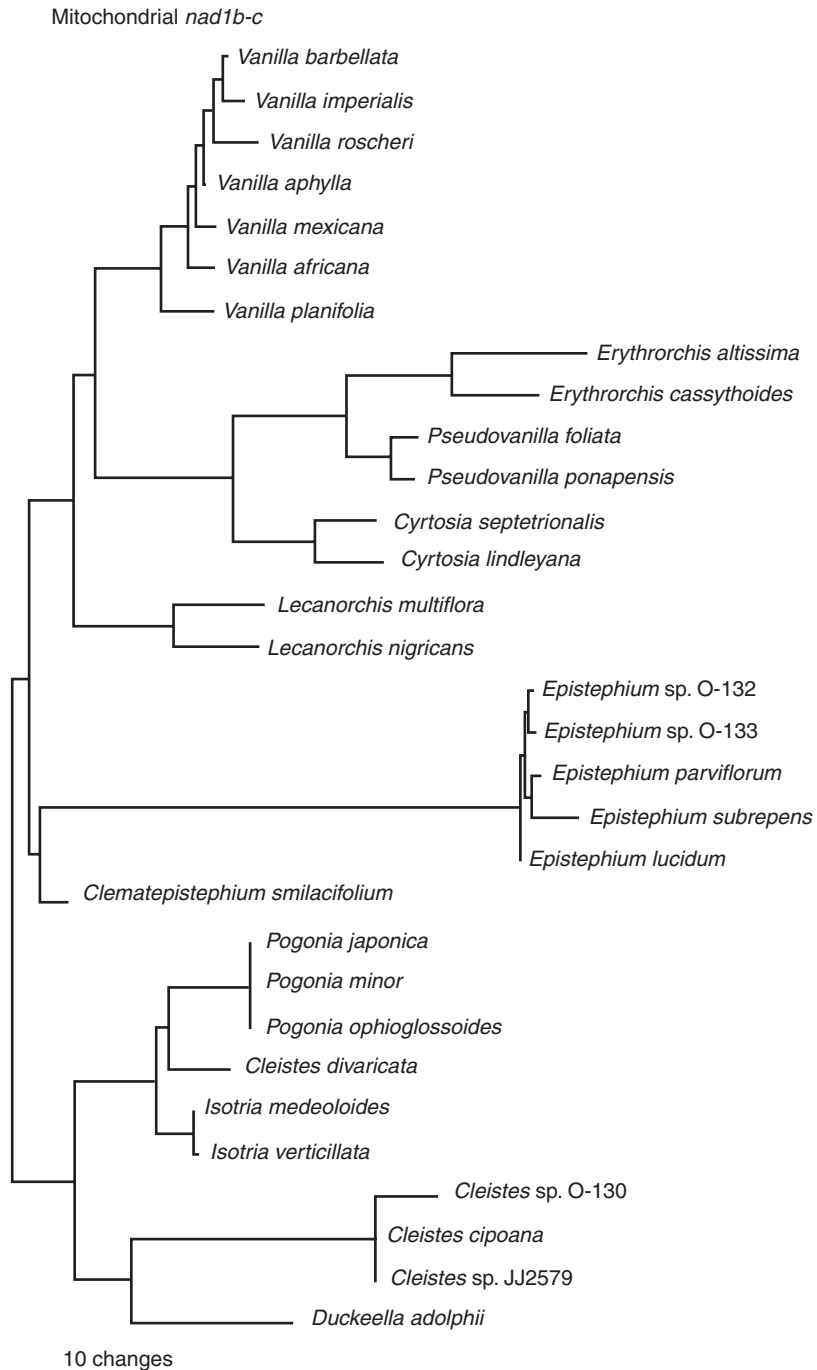 Mitochondrial nad1b-c
Vanilla barbellata
Vanilla imperialis
Vanilla roscheri
Vanilla aphylla
Vanilla mexicana
Vanilla africana
Vanilla planifolia
Erythrorchis altissima
Erythrorchis cassythoides
Pseudovanilla foliata
Pseudovanilla ponapensis
Cyrtosia septetrionalis
Cyrtosia lindleyana
Lecanorchis multiflora
Lecanorchis nigricans
Epistephium sp. O-132
Epistephium sp. O-133
Epistephium parviflorum
Epistephium subrepens
Epistephium lucidum
Clematepistephium smilacifolium
Pogonia japonica
Pogonia minor
Pogonia ophioglossoides
Cleistes divaricata
Isotria medeoloides
Isotria verticillata
Cleistes sp. O-130
Cleistes cipoana
Cleistes sp. JJ2579
Duckeella adolphii
10 changes